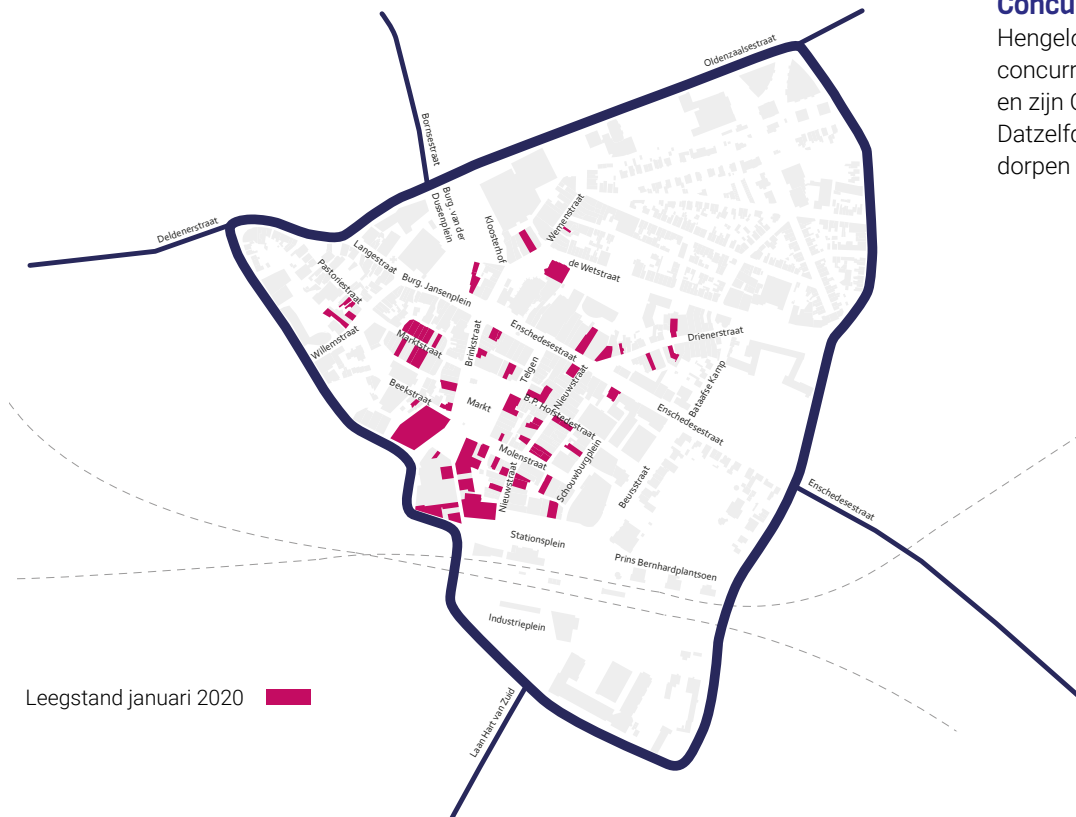 Concu
Hengelo
concurr
en zijn
Datzelfd
dorpen
Oldenzaalsestraat
Bornsestraat
Deldenerstraat
Burg. van der
Dussenplein
Kloosterhof
Wemenstraat
de Wetstraat
Langestraat
Pastoriestraat
Burg. Jansenplein
Willemstraat
Marktstraat
Brinkstraat
Enschedesestraat
Drienerstraat
Telgen
Nieuwstraat
Bataafse Kamp
Beekstraat
Markt
B.P. Hofstedestraat
Enschedesestraat
Molenstraat
Nieuwstraat
Schouwburgplein
Beursstraat
Enschedesestraat
Stationsplein
Prins Bernhardplantsoen
Industrieplein
Laan Hart van Zuid
Leegstand januari 2020